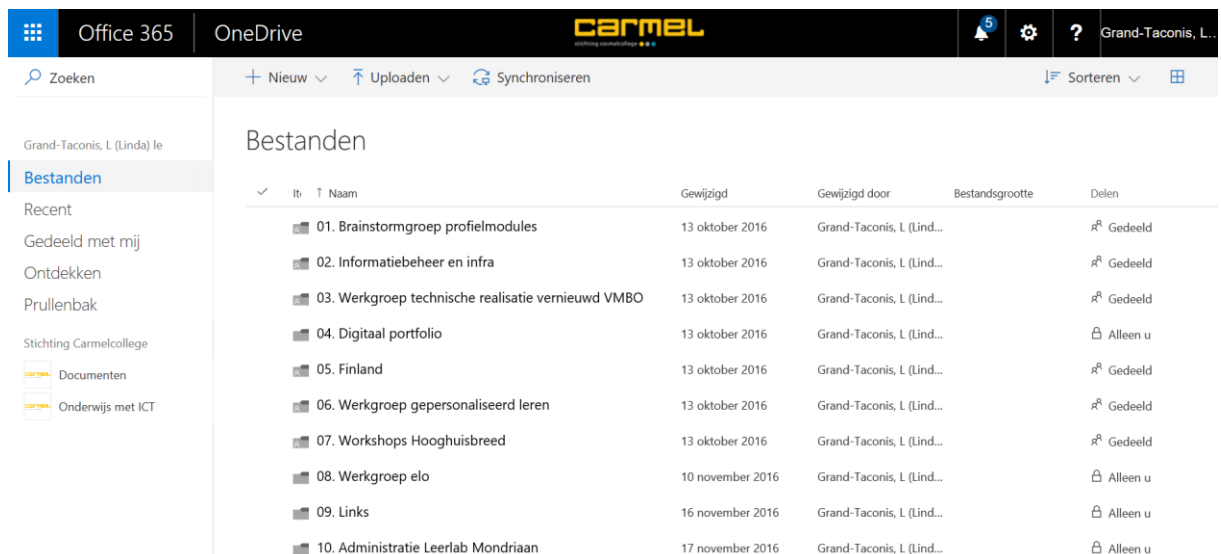 Office 365 OneDrive carmel 5 ? Grand-Taconis, L...
stichting carmelcollege
Zoeken Nieuw Uploaden Synchroniseren Sorteren
Grand-Taconis, L (Linda) le
Bestanden
Recent
Gedeeld met mij
Ontdekken
Prullenbak
Stichting Carmelcollege
carmel Documenten
carmel Onderwijs met ICT
Bestanden
It Naam Gewijzigd Gewijzigd door Bestandsgrootte Delen
01. Brainstormgroep profielmodules 13 oktober 2016 Grand-Taconis, L (Lind... Gedeeld
02. Informatiebeheer en infra 13 oktober 2016 Grand-Taconis, L (Lind... Gedeeld
03. Werkgroep technische realisatie vernieuwd VMBO 13 oktober 2016 Grand-Taconis, L (Lind... Gedeeld
04. Digitaal portfolio 13 oktober 2016 Grand-Taconis, L (Lind... Alleen u
05. Finland 13 oktober 2016 Grand-Taconis, L (Lind... Gedeeld
06. Werkgroep gepersonaliseerd leren 13 oktober 2016 Grand-Taconis, L (Lind... Gedeeld
07. Workshops Hooghuisbreed 13 oktober 2016 Grand-Taconis, L (Lind... Gedeeld
08. Werkgroep elo 10 november 2016 Grand-Taconis, L (Lind... Alleen u
09. Links 16 november 2016 Grand-Taconis, L (Lind... Alleen u
10. Administratie Leerlab Mondriaan 17 november 2016 Grand-Taconis, L (Lind... Alleen u